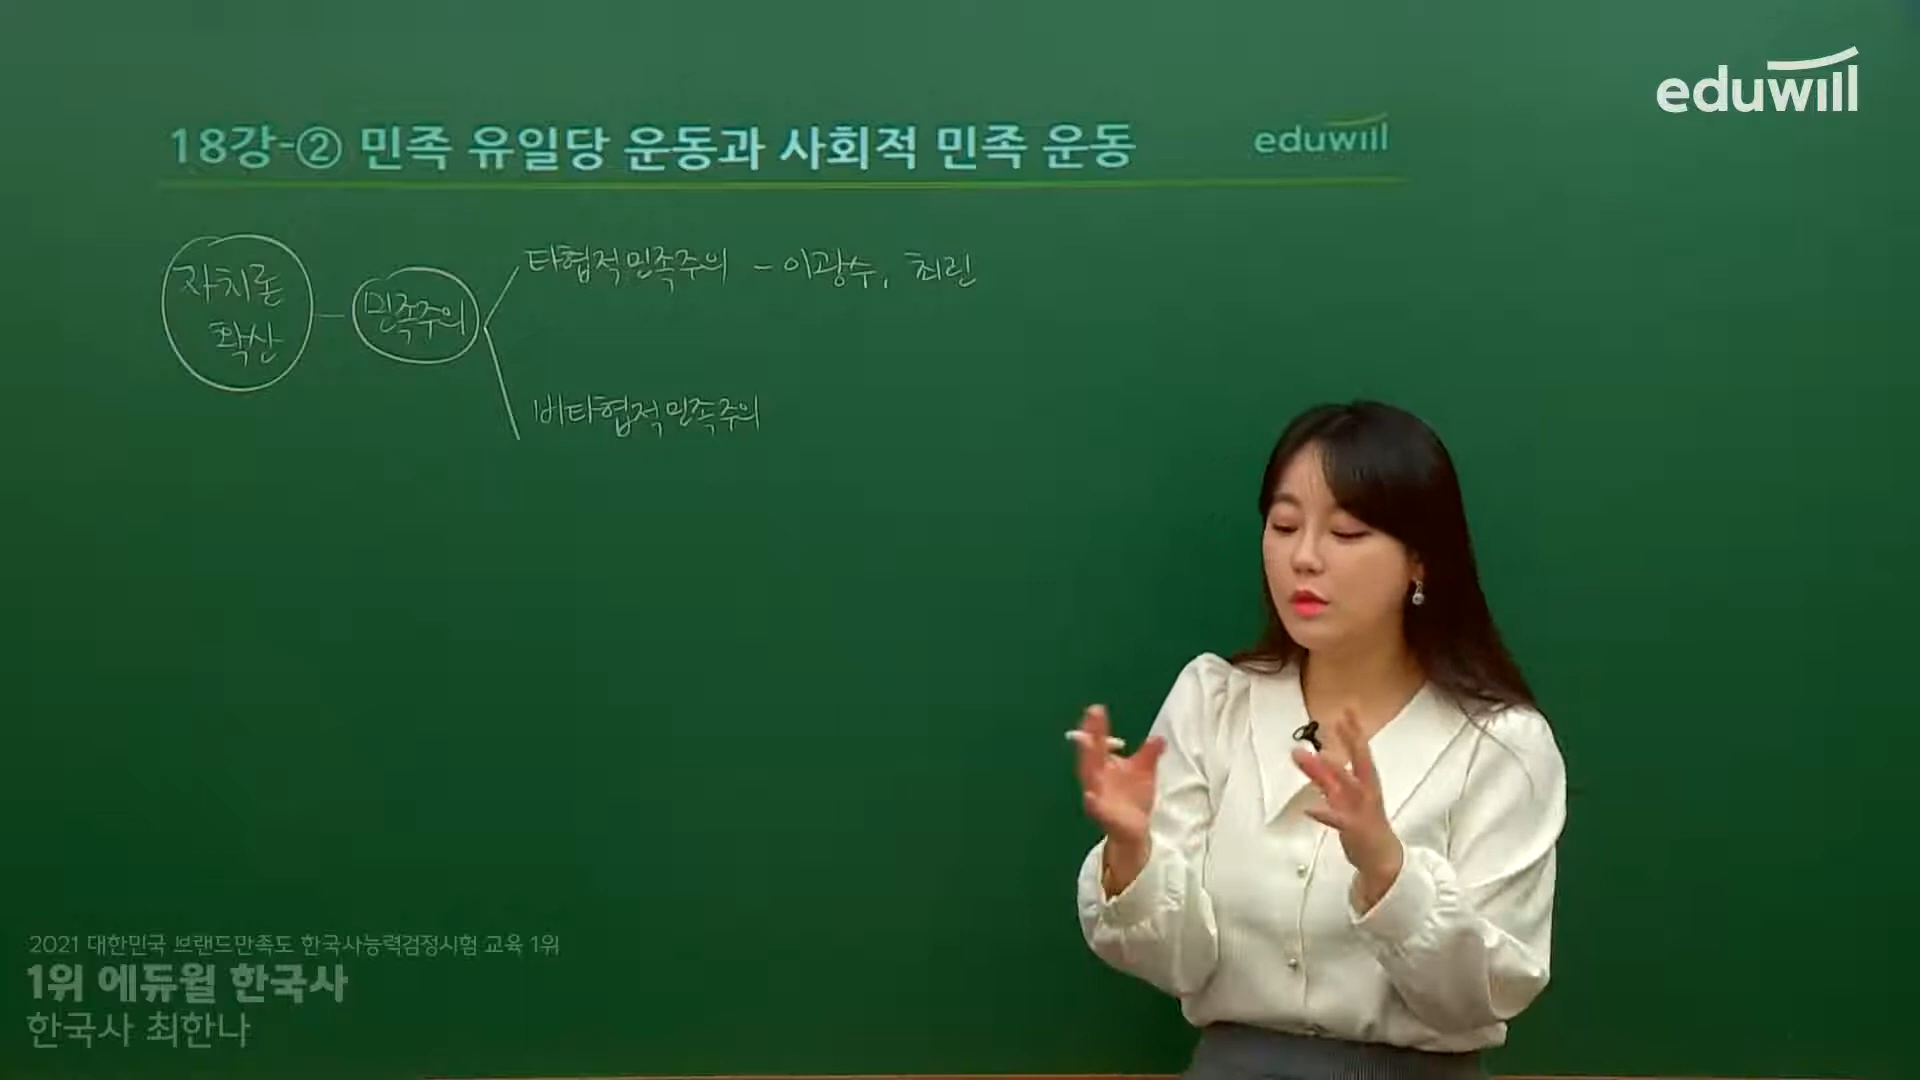 eduwill
18강-② 민족 유일당 운동과 사회적 민족 운동
eduwill
자치론
확산
민족주의
타협적 민족주의 - 이광수, 최린
비타협적 민족주의
2021 대한민국 브랜드만족도 한국사능력검정시험 교육 1위
1위 에듀윌 한국사
한국사 최한나